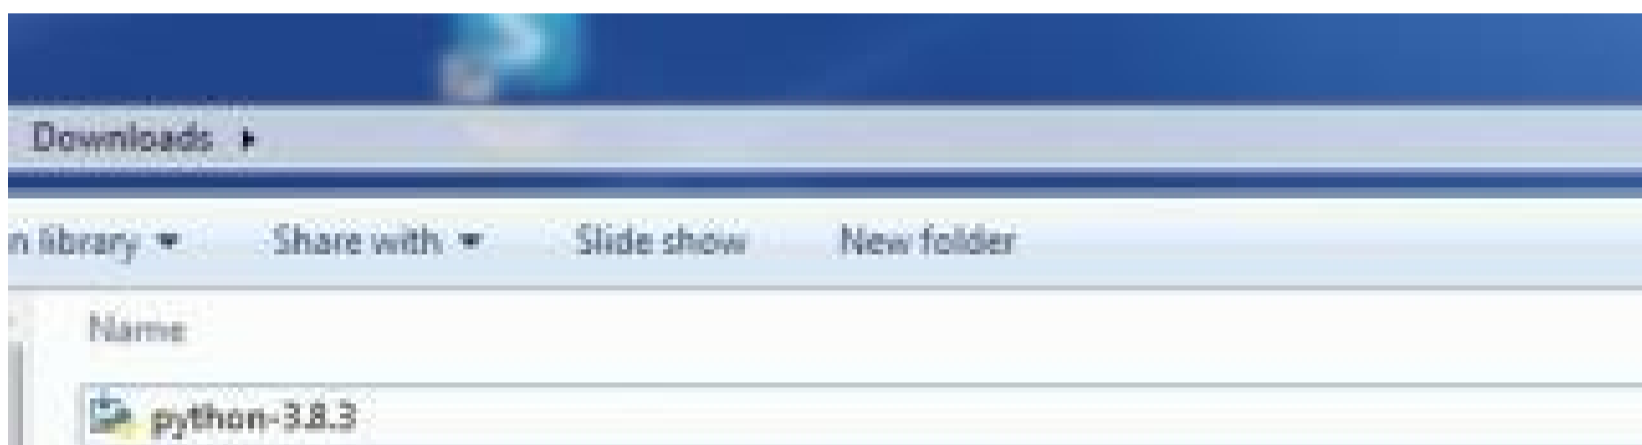 Downloads
n library Share with Slide show New folder
Name
python-3.8.3